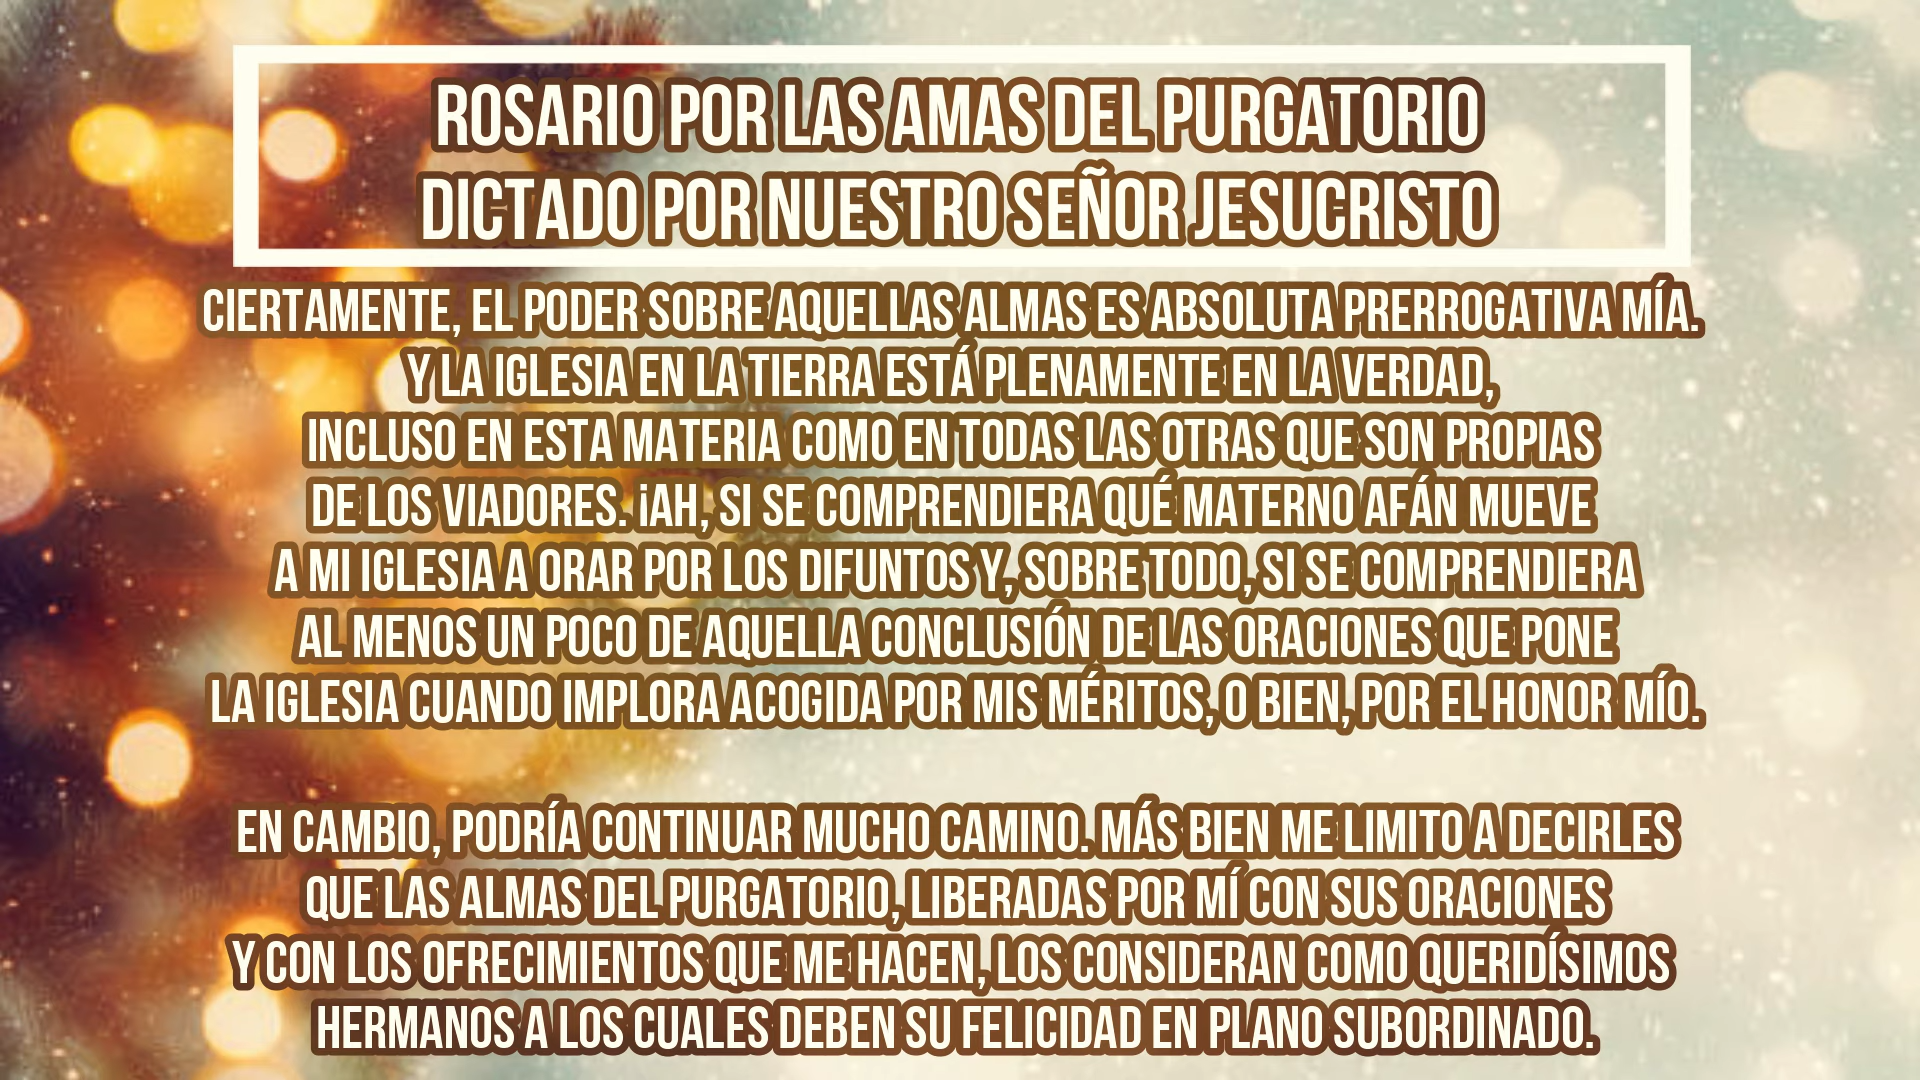 ROSARIO POR LAS AMAS DEL PURGATORIO
DICTADO POR NUESTRO SEÑOR JESUCRISTO
CIERTAMENTE, EL PODER SOBRE AQUELLAS ALMAS ES ABSOLUTA PRERROGATIVA MÍA.
Y LA IGLESIA EN LA TIERRA ESTÁ PLENAMENTE EN LA VERDAD,
INCLUSO EN ESTA MATERIA COMO EN TODAS LAS OTRAS QUE SON PROPIAS
DE LOS VIADORES. ¡AH, SI SE COMPRENDIERA QUÉ MATERNO AFÁN MUEVE
A MI IGLESIA A ORAR POR LOS DIFUNTOS Y, SOBRE TODO, SI SE COMPRENDIERA
AL MENOS UN POCO DE AQUELLA CONCLUSIÓN DE LAS ORACIONES QUE PONE
LA IGLESIA CUANDO IMPLORA ACOGIDA POR MIS MÉRITOS, O BIEN, POR EL HONOR MÍO.
EN CAMBIO, PODRÍA CONTINUAR MUCHO CAMINO. MÁS BIEN ME LIMITO A DECIRLES
QUE LAS ALMAS DEL PURGATORIO, LIBERADAS POR MÍ CON SUS ORACIONES
Y CON LOS OFRECIMIENTOS QUE ME HACEN, LOS CONSIDERAN COMO QUERIDÍSIMOS
HERMANOS A LOS CUALES DEBEN SU FELICIDAD EN PLANO SUBORDINADO.